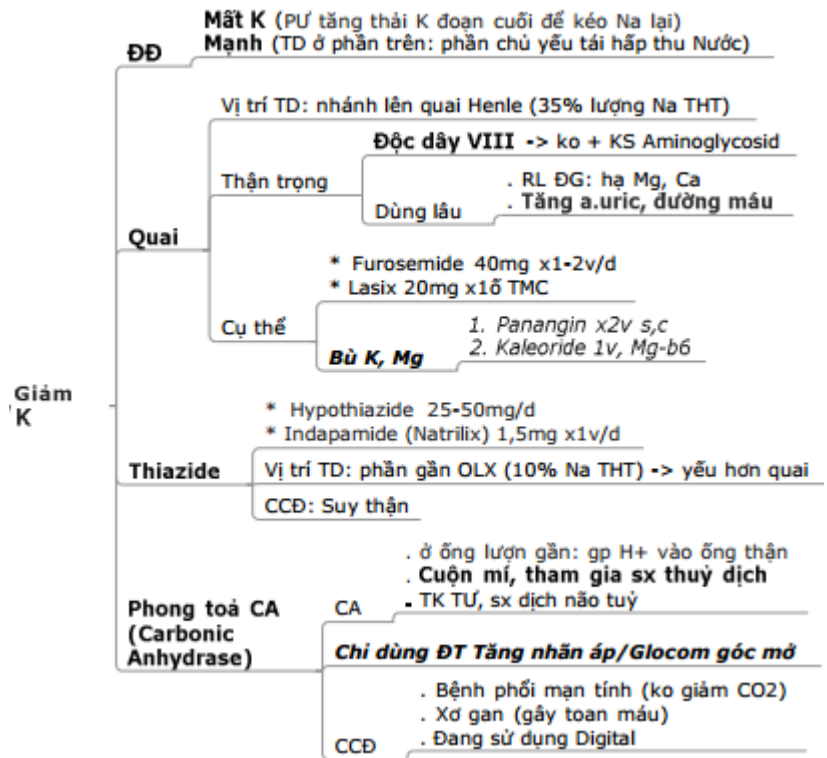 Giảm
K
ĐĐ
Mất K (PƯ tăng thải K đoạn cuối để kéo Na lại)
Mạnh (TD ở phần trên: phần chủ yếu tái hấp thu Nước)
Quai
Vị trí TD: nhánh lên quai Henle (35% lượng Na THT)
Thận trọng
Độc dây VIII -> ko + KS Aminoglycosid
Dùng lâu
. RL ĐG: hạ Mg, Ca
. Tăng a.uric, đường máu
Cụ thể
* Furosemide 40mg x1-2v/d
* Lasix 20mg x1ố TMC
Bù K, Mg
1. Panangin x2v s,c
2. Kaleoride 1v, Mg-b6
Thiazide
* Hypothiazide 25-50mg/d
* Indapamide (Natrilix) 1,5mg x1v/d
Vị trí TD: phần gần OLX (10% Na THT) -> yếu hơn quai
CCĐ: Suy thận
Phong toả CA
(Carbonic
Anhydrase)
CA
. ở ống lượn gần: gp H+ vào ống thận
. Cuộn mí, tham gia sx thuỷ dịch
. TK TƯ, sx dịch não tuỷ
Chỉ dùng ĐT Tăng nhãn áp/Glocom góc mở
CCĐ
. Bệnh phổi mạn tính (ko giảm CO2)
. Xơ gan (gây toan máu)
. Đang sử dụng Digital